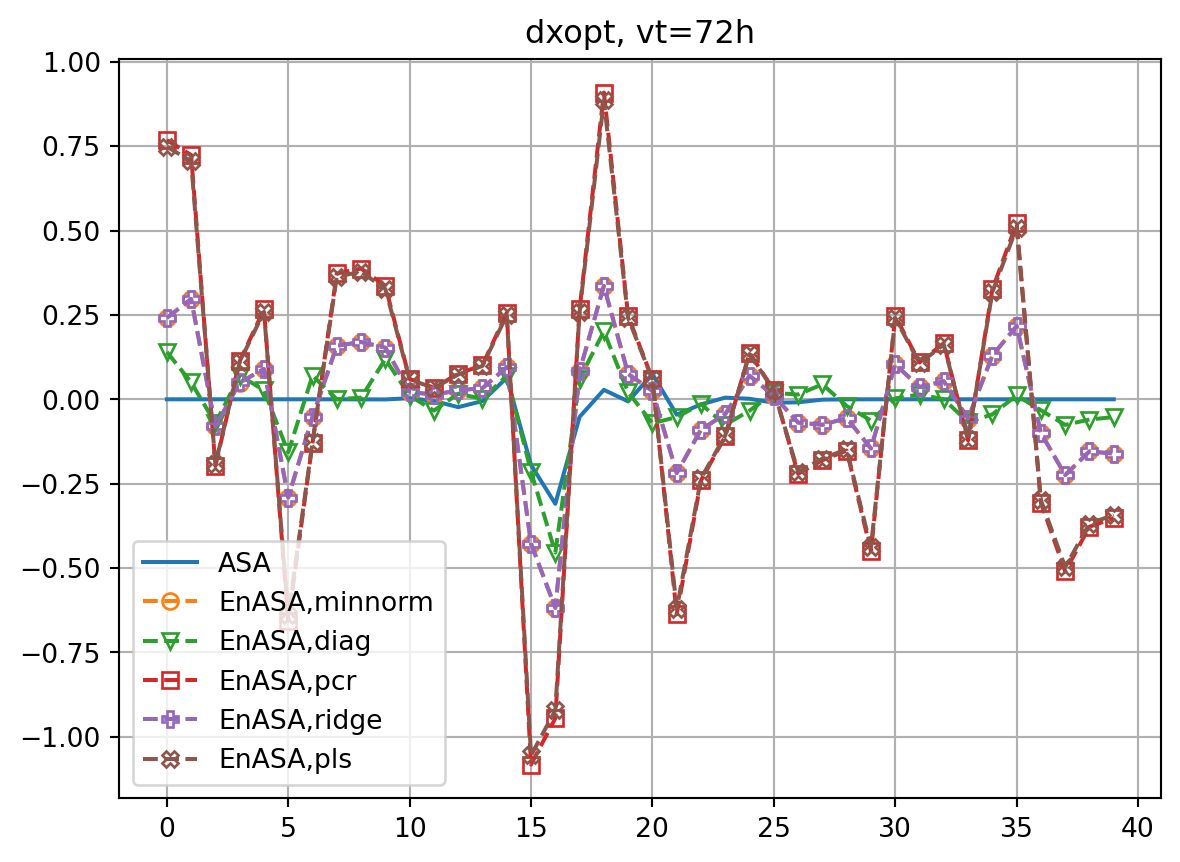 dxopt, vt=72h
1.00
0.75
0.50
0.25
0.00
−0.25
−0.50
−0.75
−1.00
ASA
EnASA,minnorm
EnASA,diag
EnASA,pcr
EnASA,ridge
EnASA,pls
0 5 10 15 20 25 30 35 40